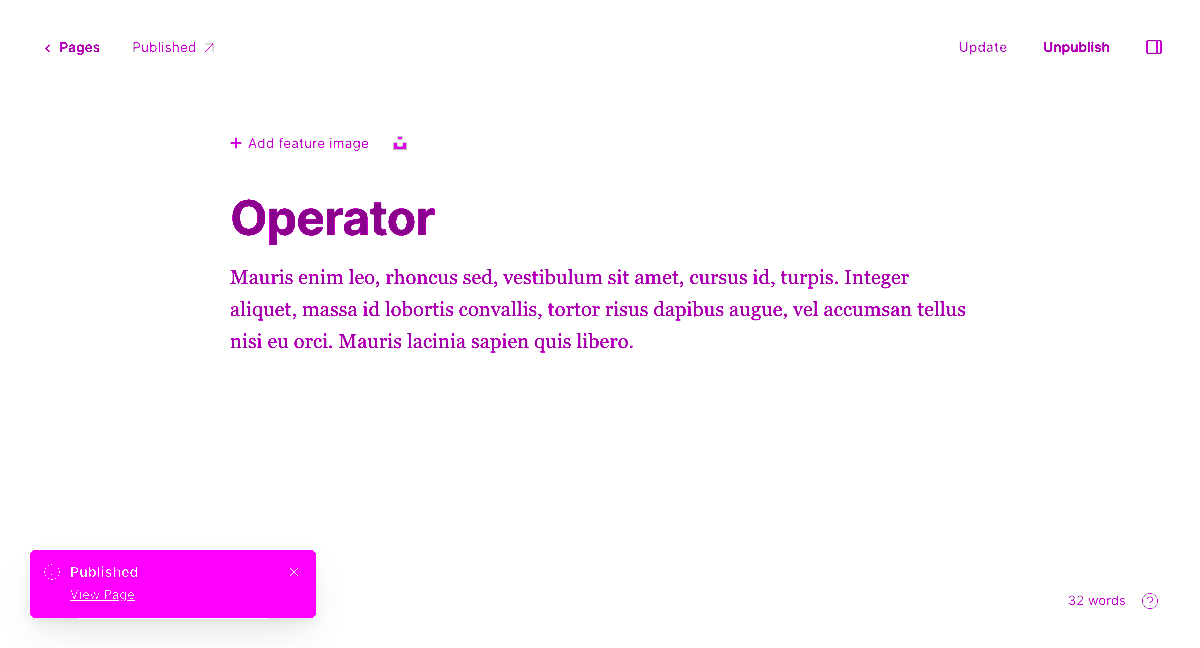 Pages
Published
Update
Unpublish
Add feature image
Operator
Mauris enim leo, rhoncus sed, vestibulum sit amet, cursus id, turpis. Integer
aliquet, massa id lobortis convallis, tortor risus dapibus augue, vel accumsan tellus
nisi eu orci. Mauris lacinia sapien quis libero.
Published
View Page
32 words